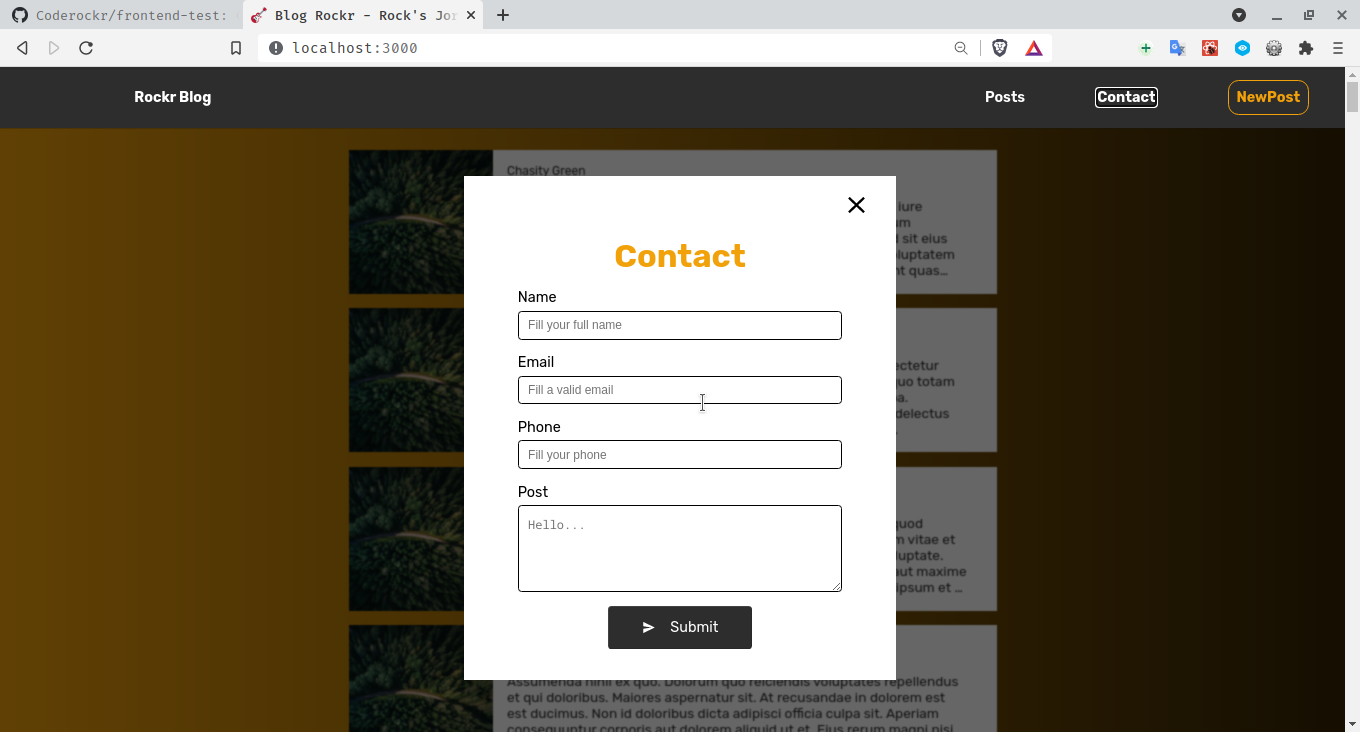 Coderockr/frontend-test:
Blog Rockr - Rock's Jor
localhost:3000
Rockr Blog
Posts
Contact
NewPost
Chasity Green
iure
um
sit eius
oluptatem
nt quas...
Contact
Name
Fill your full name
Email
Fill a valid email
ectetur
quo totam
delectus
Phone
Fill your phone
Post
Hello...
quod
m vitae et
luptate.
aut maxime
ipsum et ...
Submit
Assumenda nihil ex quo. Dolorum quo reiciendis voluptates repellendus
et qui doloribus. Maiores aspernatur sit. At recusandae in dolorem est
est ducimus. Non id doloribus dicta adipisci officia culpa sit. Aperiam
consequuntur corporis aut dolorem aliquid ut et. Eius rerum magni nisi